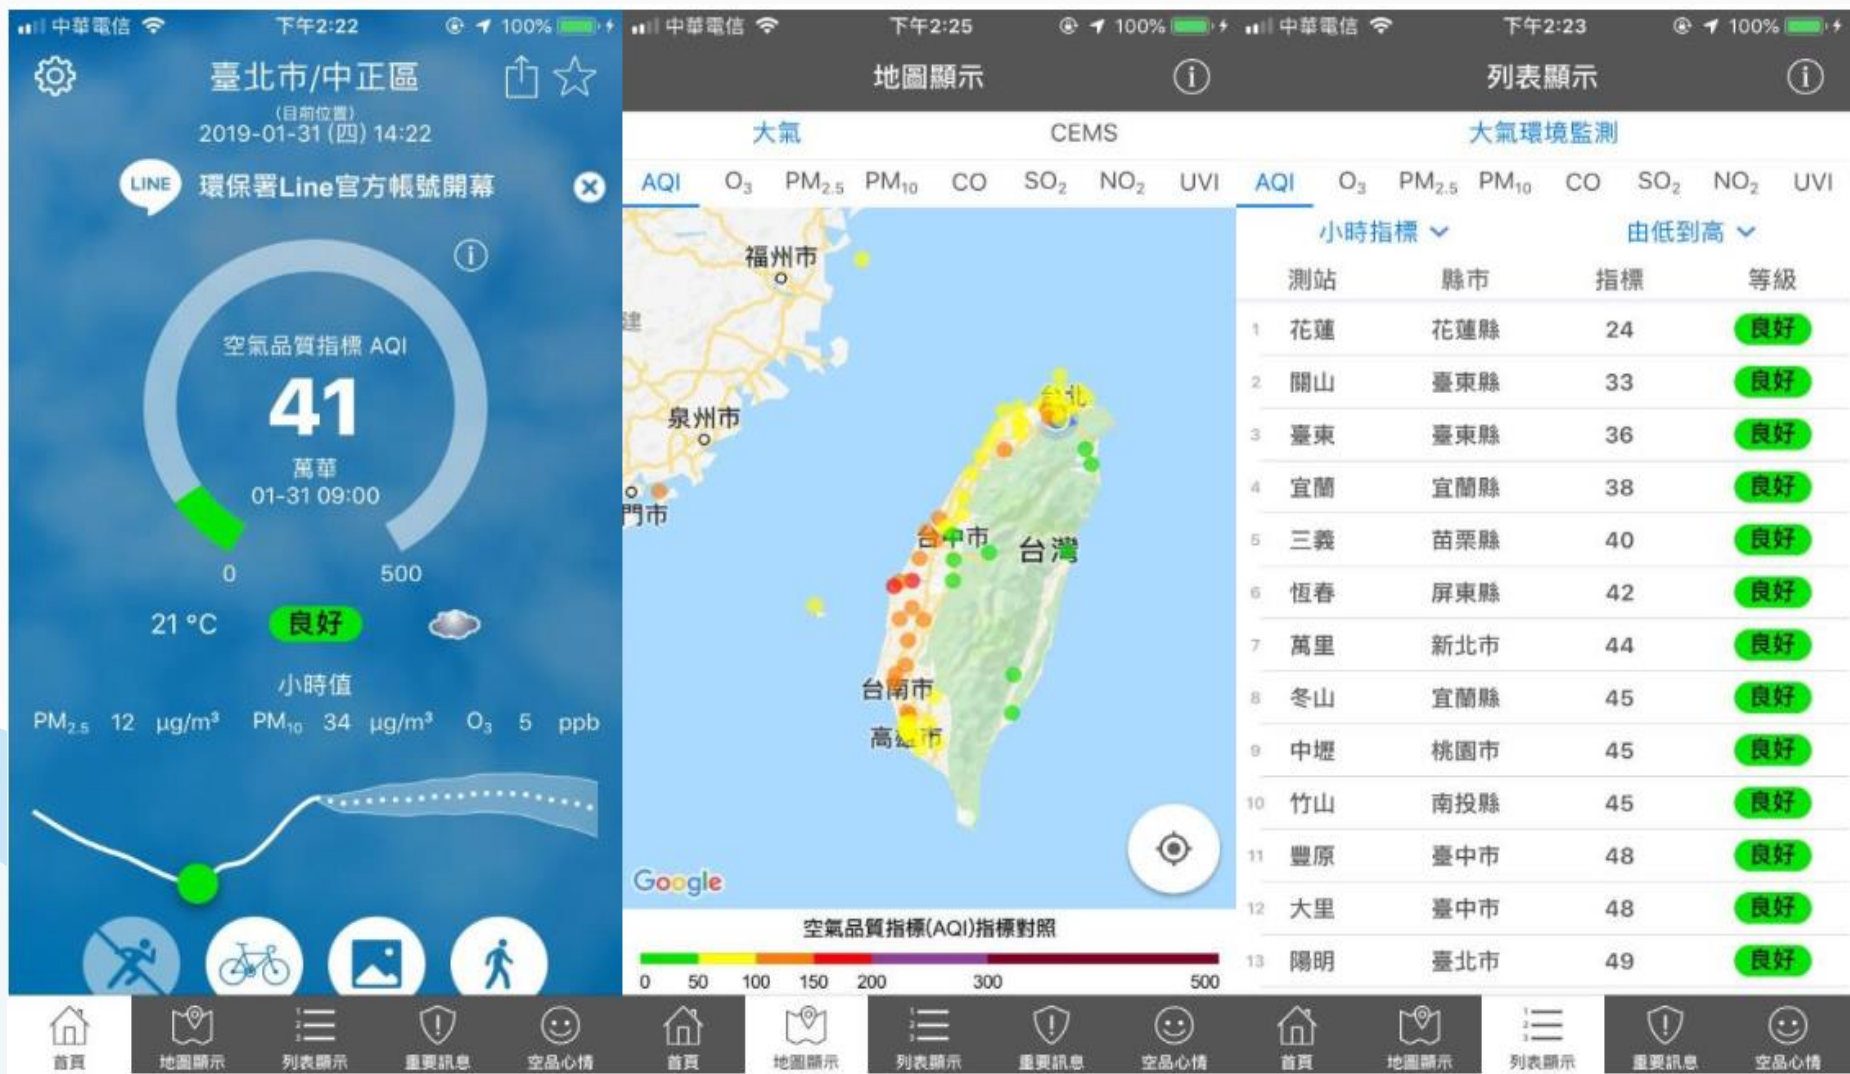 中華電信 下午2:22 100%
臺北市/中正區
(目前位置)
2019-01-31 (四) 14:22
LINE 環保署Line官方帳號開幕
空氣品質指標 AQI
41
萬華
01-31 09:00
0 500
21 °C 良好
小時值
PM2.5 12 μg/m³ PM10 34 μg/m³ O3 5 ppb
首頁 地圖顯示 列表顯示 重要訊息 空品心情
中華電信 下午2:25 100%
地圖顯示
大氣 CEMS
AQI O3 PM2.5 PM10 CO SO2 NO2 UVI
福州市
建
台北
泉州市
門市
台中市
台灣
台南市
高雄市
Google
空氣品質指標(AQI)指標對照
0 50 100 150 200 300 500
首頁 地圖顯示 列表顯示 重要訊息 空品心情
中華電信 下午2:23 100%
列表顯示
大氣環境監測
AQI O3 PM2.5 PM10 CO SO2 NO2 UVI
小時指標 由低到高
測站 縣市 指標 等級
1 花蓮 花蓮縣 24 良好
2 關山 臺東縣 33 良好
3 臺東 臺東縣 36 良好
4 宜蘭 宜蘭縣 38 良好
5 三義 苗栗縣 40 良好
6 恆春 屏東縣 42 良好
7 萬里 新北市 44 良好
8 冬山 宜蘭縣 45 良好
9 中壢 桃園市 45 良好
10 竹山 南投縣 45 良好
11 豐原 臺中市 48 良好
12 大里 臺中市 48 良好
13 陽明 臺北市 49 良好
首頁 地圖顯示 列表顯示 重要訊息 空品心情